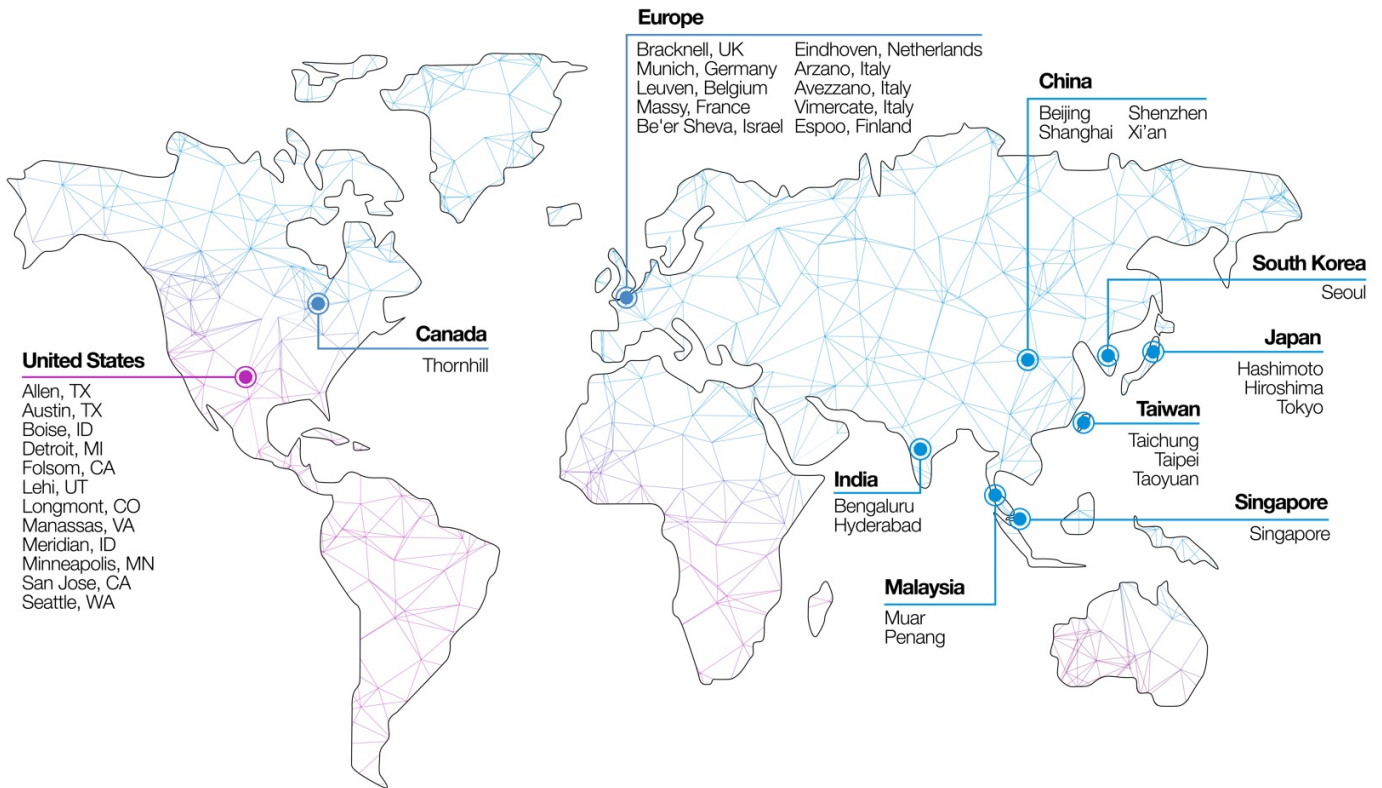 Europe
Bracknell, UK
Munich, Germany
Leuven, Belgium
Massy, France
Be'er Sheva, Israel
Eindhoven, Netherlands
Arzano, Italy
Avezzano, Italy
Vimercate, Italy
Espoo, Finland
China
Beijing
Shanghai
Shenzhen
Xi'an
South Korea
Seoul
Canada
Thornhill
Japan
Hashimoto
Hiroshima
Tokyo
United States
Allen, TX
Austin, TX
Boise, ID
Detroit, MI
Folsom, CA
Lehi, UT
Longmont, CO
Manassas, VA
Meridian, ID
Minneapolis, MN
San Jose, CA
Seattle, WA
Taiwan
Taichung
Taipei
Taoyuan
India
Bengaluru
Hyderabad
Singapore
Singapore
Malaysia
Muar
Penang